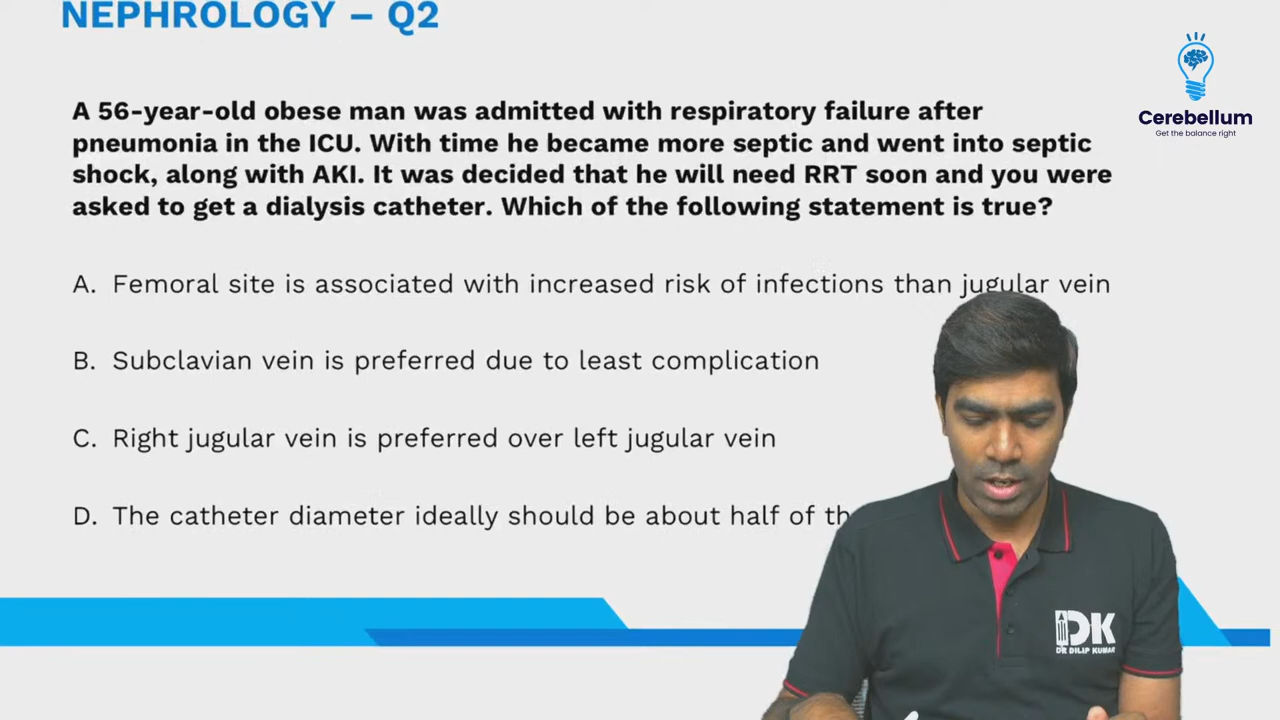 NEPHROLOGY – Q2
Cerebellum
Get the balance right
A 56-year-old obese man was admitted with respiratory failure after
pneumonia in the ICU. With time he became more septic and went into septic
shock, along with AKI. It was decided that he will need RRT soon and you were
asked to get a dialysis catheter. Which of the following statement is true?
A. Femoral site is associated with increased risk of infections than jugular vein
B. Subclavian vein is preferred due to least complication
C. Right jugular vein is preferred over left jugular vein
D. The catheter diameter ideally should be about half of
DK
DR DILIP KUMAR